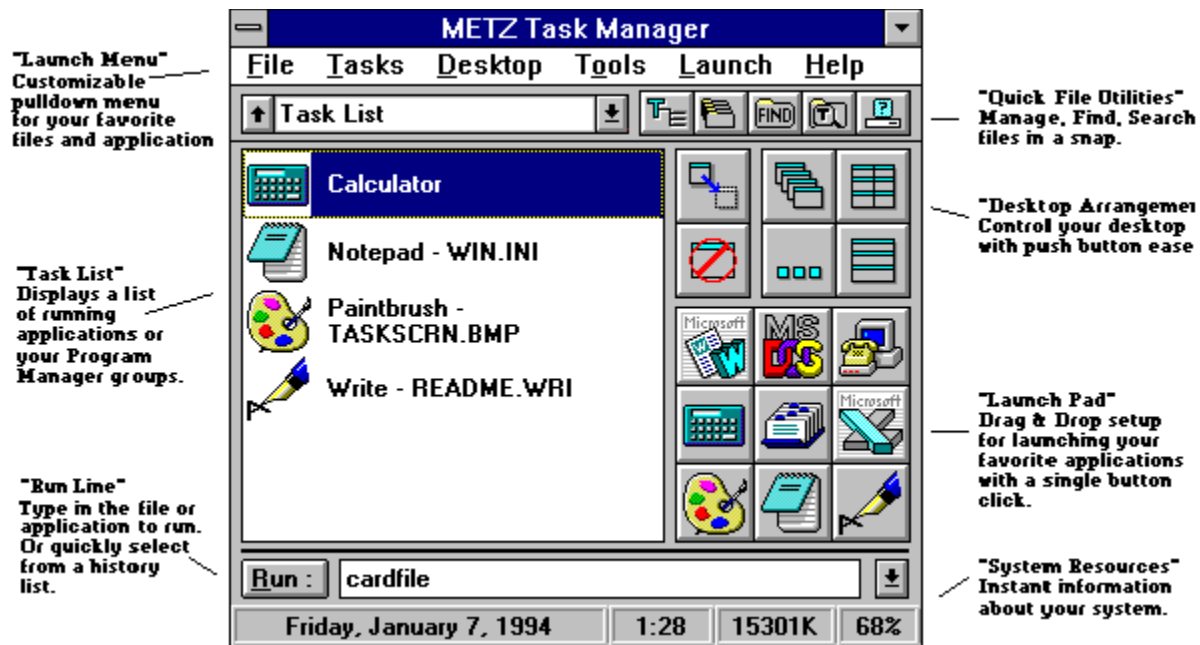 METZ Task Manager
File Tasks Desktop Tools Launch Help
Task List
FIND
T
?
Calculator
Notepad - WIN.INI
Paintbrush -
TASKSCRN.BMP
Write - README.WRI
Microsoft
W
W
MS
DOS
Microsoft
Run :
cardfile
Friday, January 7, 1994
1:28
15301K
68%
"Launch Menu"
Customizable
pulldown menu
for your favorite
files and application
"Task List"
Displays a list
of running
applications or
your Program
Manager groups.
"Run Line"
Type in the file or
application to run.
Or quickly select
from a history
list.
"Quick File Utilities"
Manage, Find, Search
files in a snap.
"Desktop Arrangemen
Control your desktop
with push button ease
"Launch Pad"
Drag & Drop setup
for launching your
favorite applications
with a single button
click.
"System Resources"
Instant information
about your system.